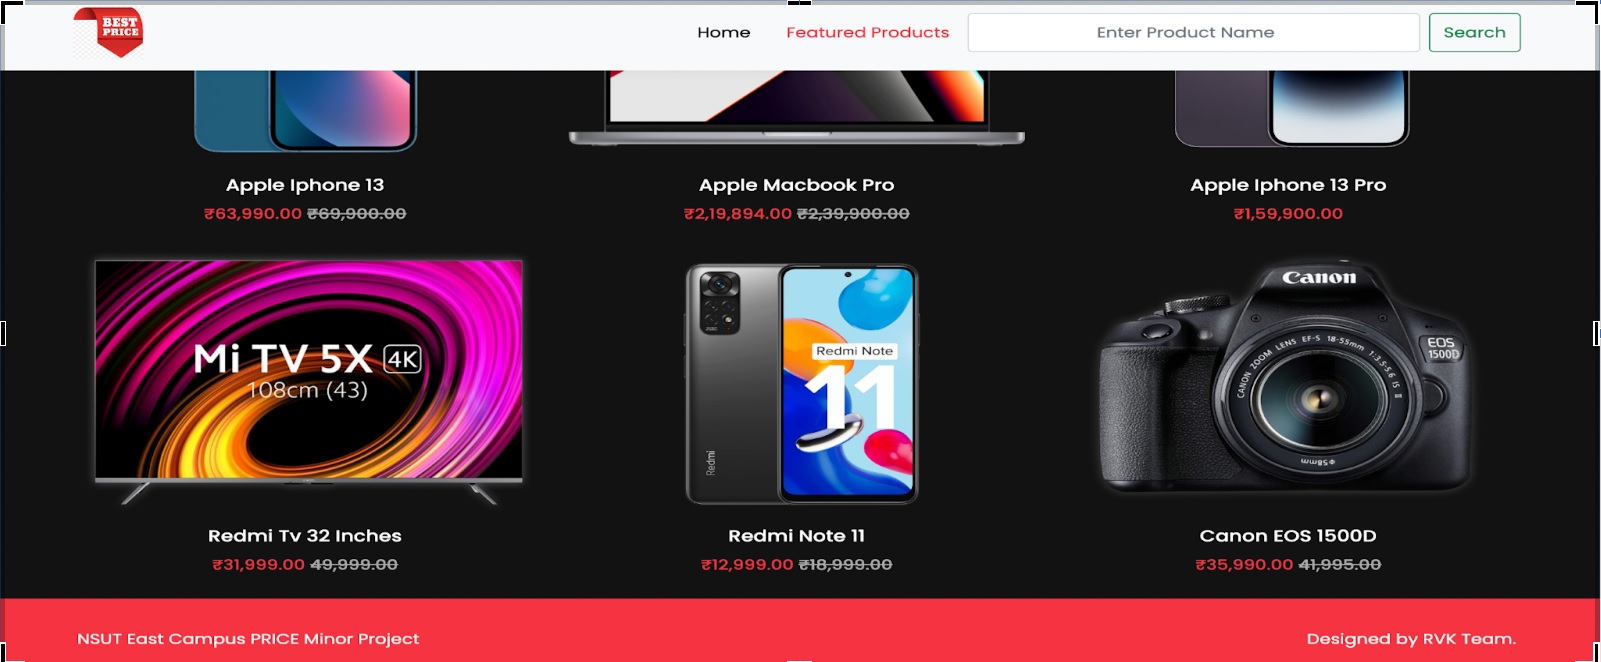 BEST
PRICE
Home
Featured Products
Enter Product Name
Search
Apple Iphone 13
₹63,990.00 ₹69,900.00
Apple Macbook Pro
₹2,19,894.00 ₹2,39,900.00
Apple Iphone 13 Pro
₹1,59,900.00
Mi TV 5X 4K
108cm (43)
Redmi Note
11
Redmi
Canon
EOS
1500D
CANON ZOOM LENS EF-S 18-55mm 1:3.5-5.6 IS II
Φ58mm
Redmi Tv 32 Inches
₹31,999.00 49,999.00
Redmi Note 11
₹12,999.00 ₹18,999.00
Canon EOS 1500D
₹35,990.00 41,995.00
NSUT East Campus PRICE Minor Project
Designed by RVK Team.